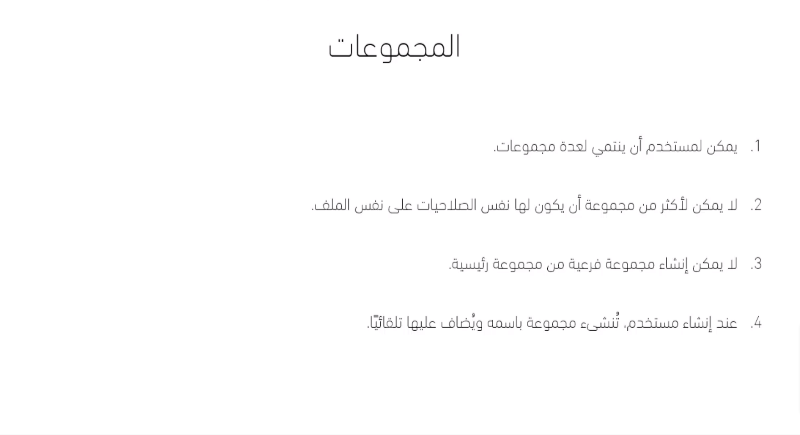 المجموعات
1. يمكن لمستخدم أن ينتمي لعدة مجموعات.
2. لا يمكن لأكثر من مجموعة أن يكون لها نفس الصلاحيات على نفس الملف.
3. لا يمكن إنشاء مجموعة فرعية من مجموعة رئيسية.
4. عند إنشاء مستخدم، تُنشىء مجموعة باسمه ويُضاف عليها تلقائيًا.